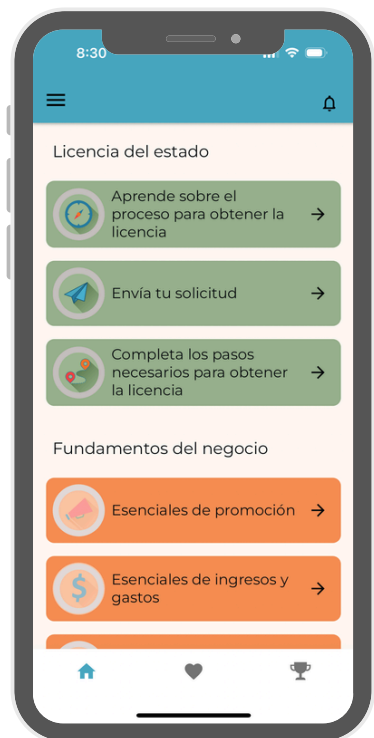 8:30
Licencia del estado
Aprende sobre el
proceso para obtener la
licencia
Envía tu solicitud
Completa los pasos
necesarios para obtener
la licencia
Fundamentos del negocio
Esenciales de promoción
Esenciales de ingresos y
gastos
$